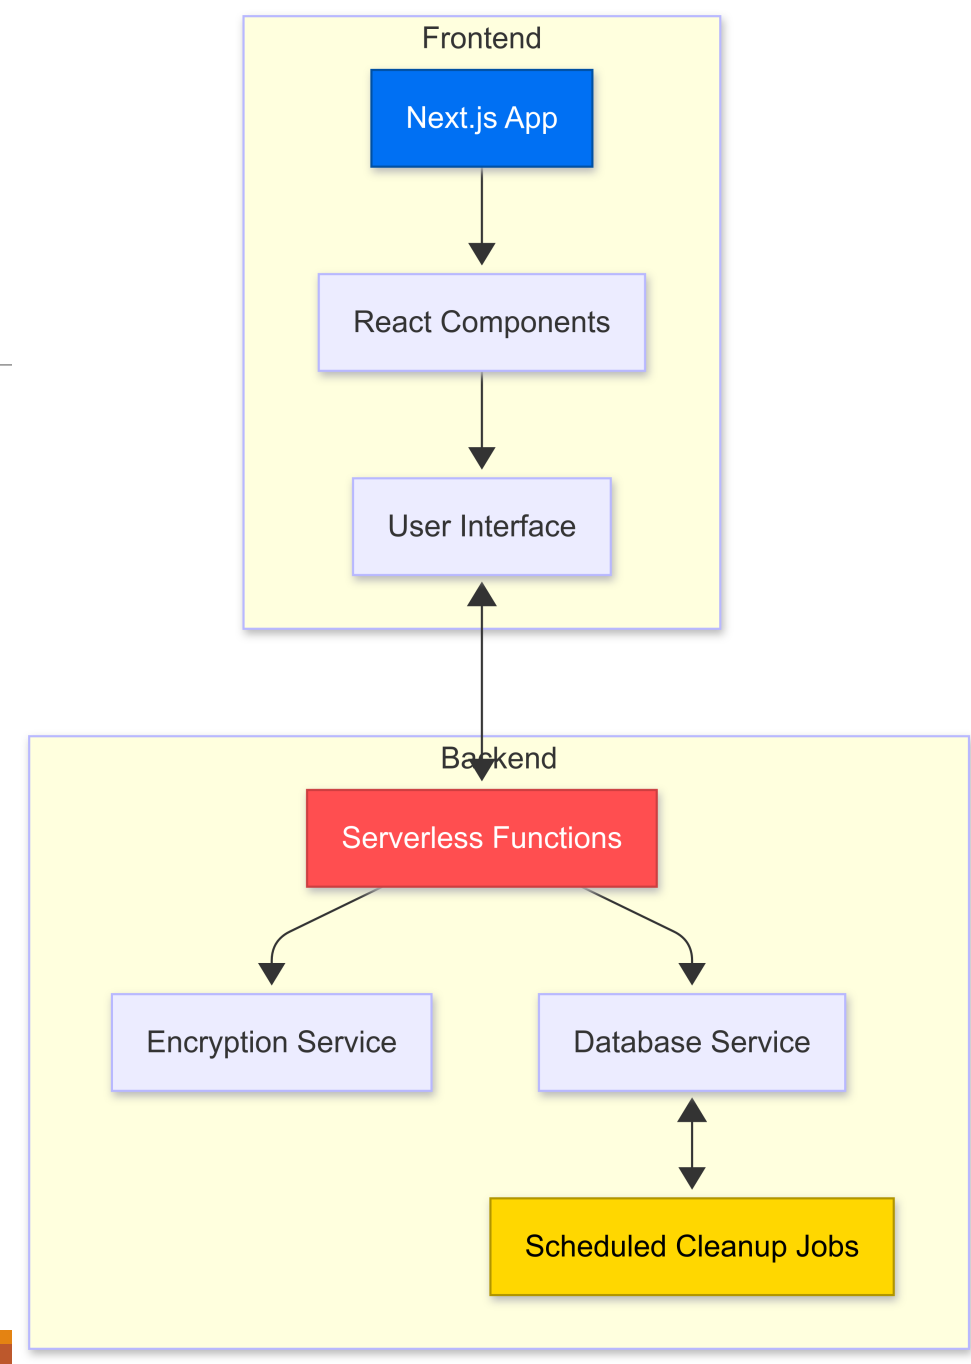 Frontend
Next.js App
React Components
User Interface
Backend
Serverless Functions
Encryption Service
Database Service
Scheduled Cleanup Jobs